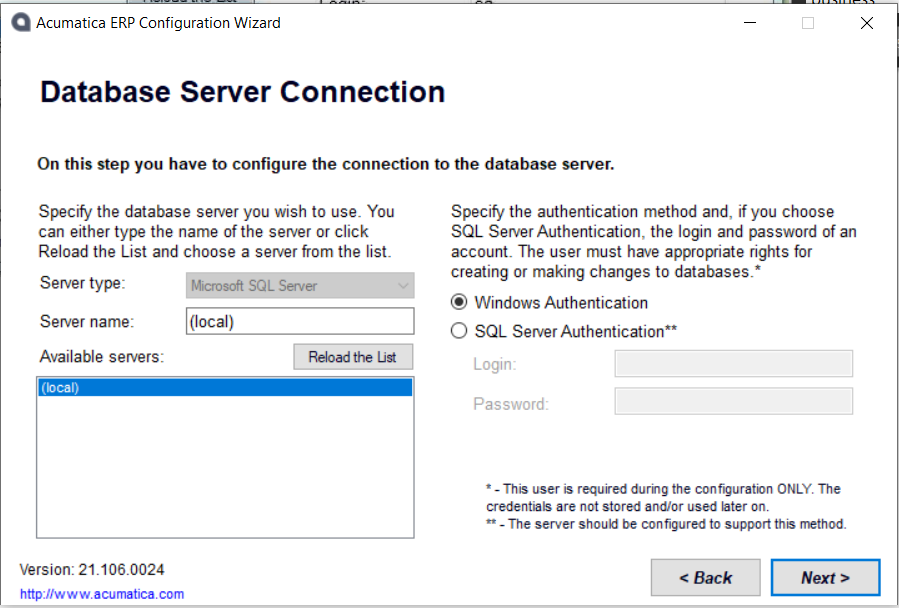 Reload the List
Login:
sa
business
Acumatica ERP Configuration Wizard
Database Server Connection
On this step you have to configure the connection to the database server.
Specify the database server you wish to use. You
can either type the name of the server or click
Reload the List and choose a server from the list.
Server type:
Microsoft SQL Server
Server name:
(local)
Available servers:
Reload the List
(local)
Specify the authentication method and, if you choose
SQL Server Authentication, the login and password of an
account. The user must have appropriate rights for
creating or making changes to databases.*
Windows Authentication
SQL Server Authentication**
Login:
Password:
* - This user is required during the configuration ONLY. The
credentials are not stored and/or used later on.
** - The server should be configured to support this method.
Version: 21.106.0024
http://www.acumatica.com
< Back
Next >